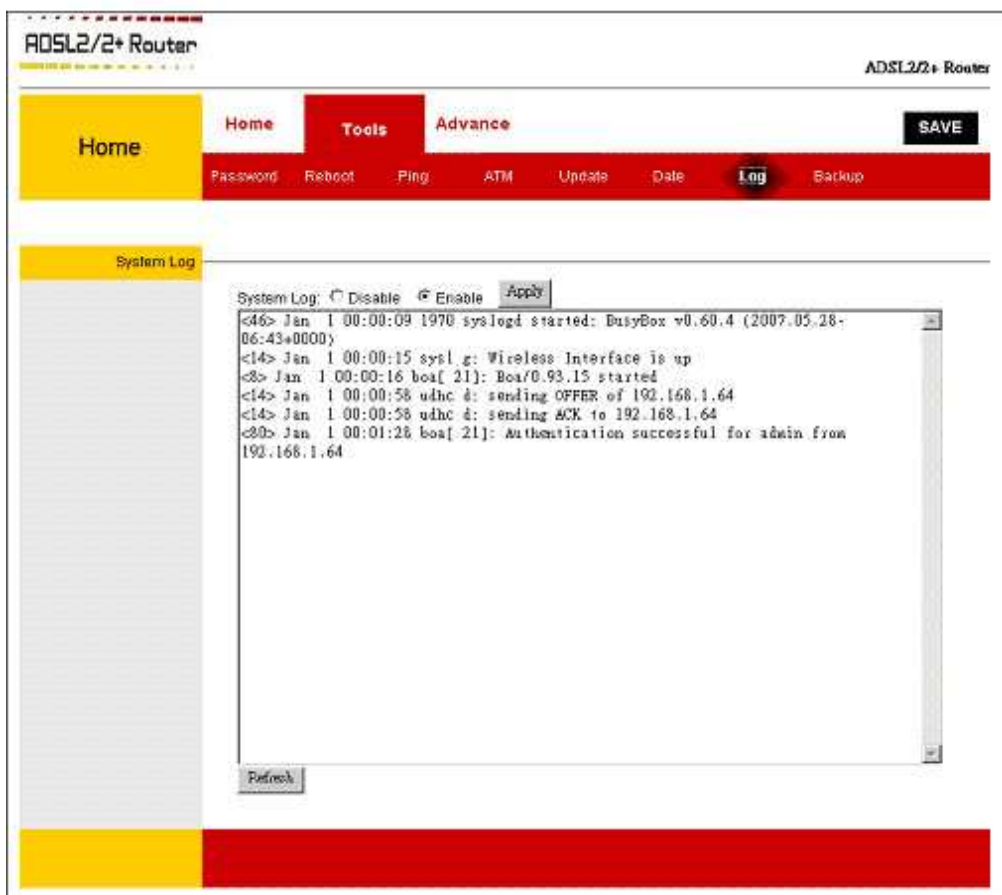 ADSL2/2+ Router
ADSL2/2+ Router
Home
Home Tools Advance SAVE
Password Reboot Ping ATM Update Date Log Backup
System Log
System Log: Disable Enable Apply
<46> Jan 1 00:00:09 1970 syslogd started: BusyBox v0.60.4 (2007.05.28-
06:43+0000)
<14> Jan 1 00:00:15 sysl g: Wireless Interface is up
<8> Jan 1 00:00:16 boa[ 21]: Boa/0.93.15 started
<14> Jan 1 00:00:58 udhc d: sending OFFER of 192.168.1.64
<14> Jan 1 00:00:58 udhc d: sending ACK to 192.168.1.64
<80> Jan 1 00:01:28 boa[ 21]: Authentication successful for admin from
192.168.1.64
Refresh